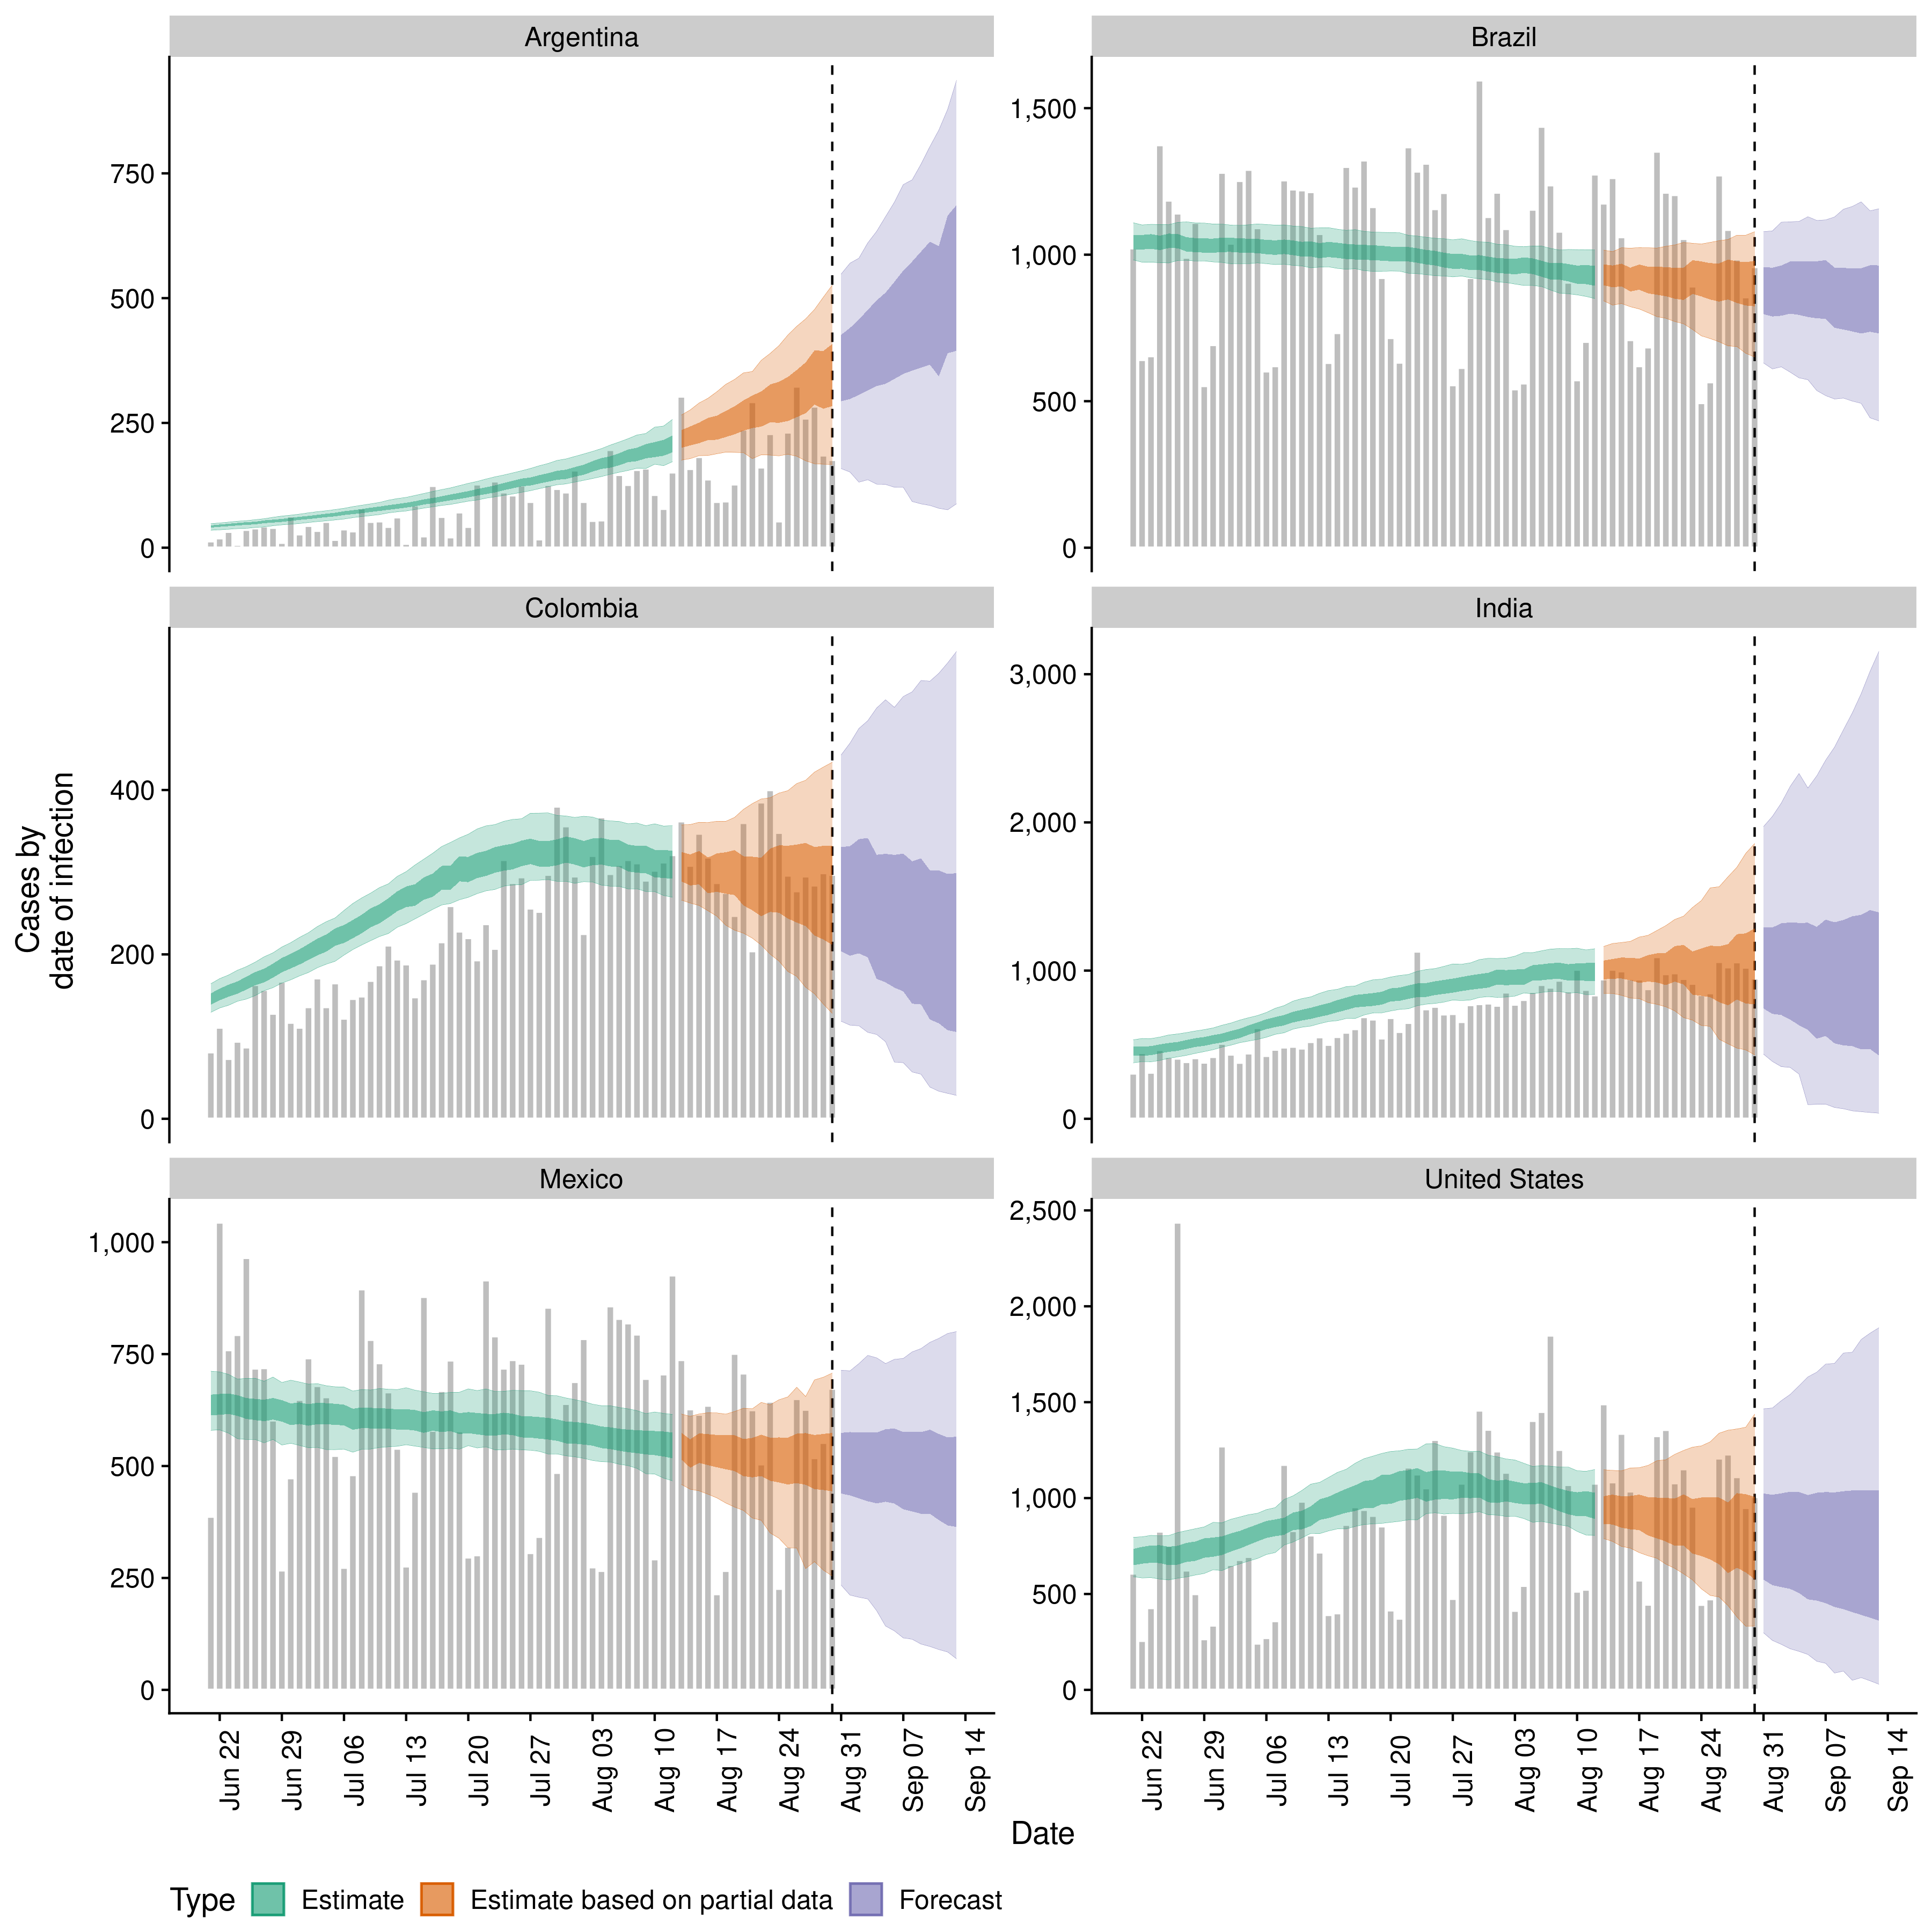 Argentina
Brazil
750
500
250
0
1,500
1,000
500
0
Colombia
India
400
200
0
3,000
2,000
1,000
0
Mexico
United States
1,000
750
500
250
0
2,500
2,000
1,500
1,000
500
0
Cases by
date of infection
Jun 22
Jun 29
Jul 06
Jul 13
Jul 20
Jul 27
Aug 03
Aug 10
Aug 17
Aug 24
Aug 31
Sep 07
Sep 14
Jun 22
Jun 29
Jul 06
Jul 13
Jul 20
Jul 27
Aug 03
Aug 10
Aug 17
Aug 24
Aug 31
Sep 07
Sep 14
Date
Type Estimate Estimate based on partial data Forecast